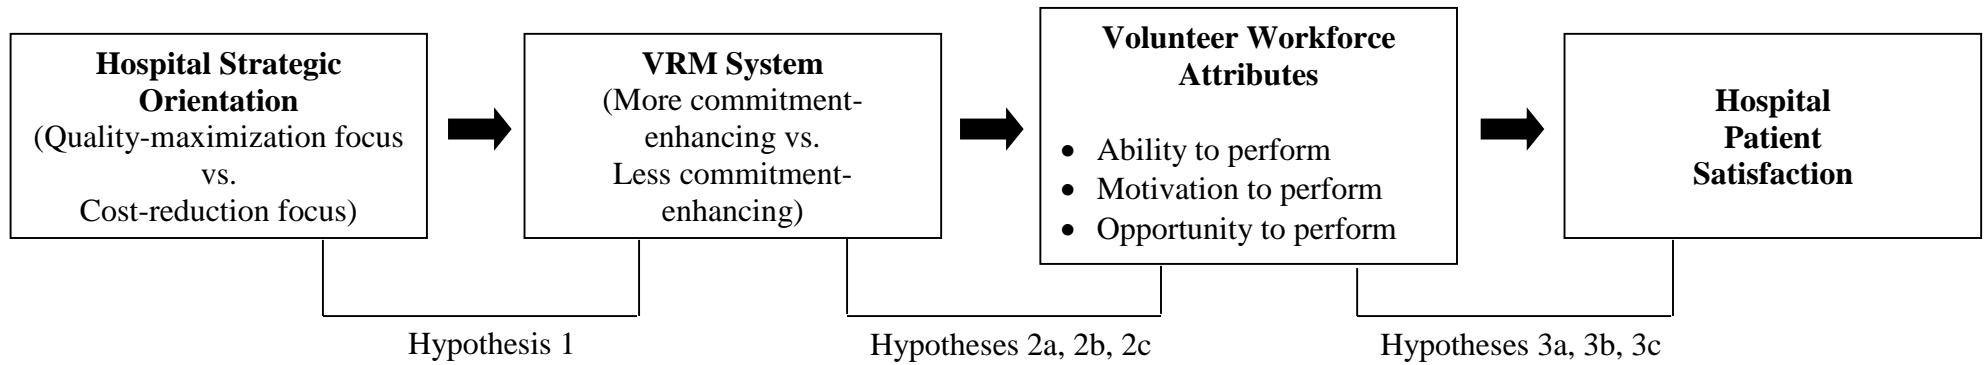 Hospital Strategic
Orientation
(Quality-maximization focus
vs.
Cost-reduction focus)
VRM System
(More commitment-
enhancing vs.
Less commitment-
enhancing)
Volunteer Workforce
Attributes
• Ability to perform
• Motivation to perform
• Opportunity to perform
Hospital
Patient
Satisfaction
Hypothesis 1
Hypotheses 2a, 2b, 2c
Hypotheses 3a, 3b, 3c